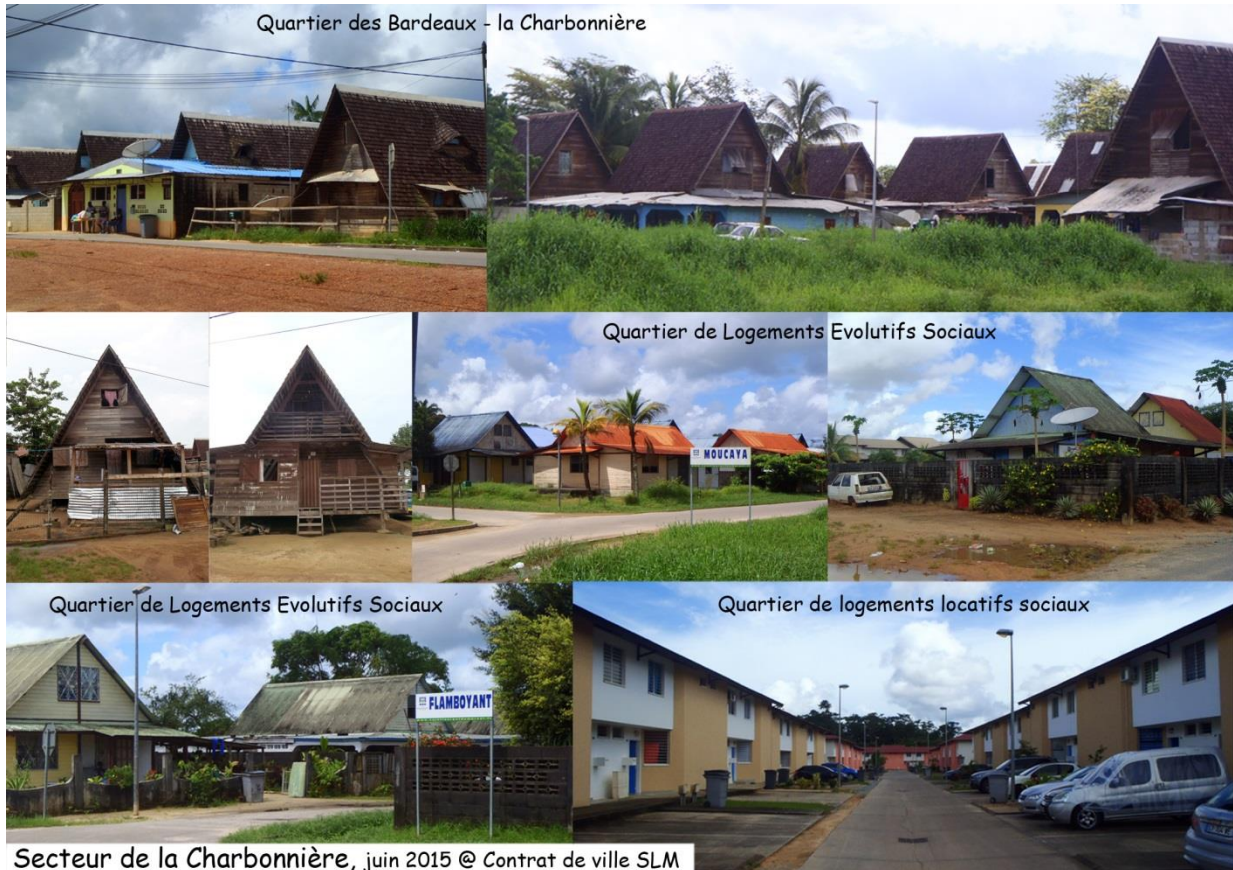 Quartier des Bardeaux - la Charbonnière
Quartier de Logements Evolutifs Sociaux
MOUCAYA
Quartier de Logements Evolutifs Sociaux
Quartier de logements locatifs sociaux
FLAMBOYANT
Secteur de la Charbonnière, juin 2015 @ Contrat de ville SLM